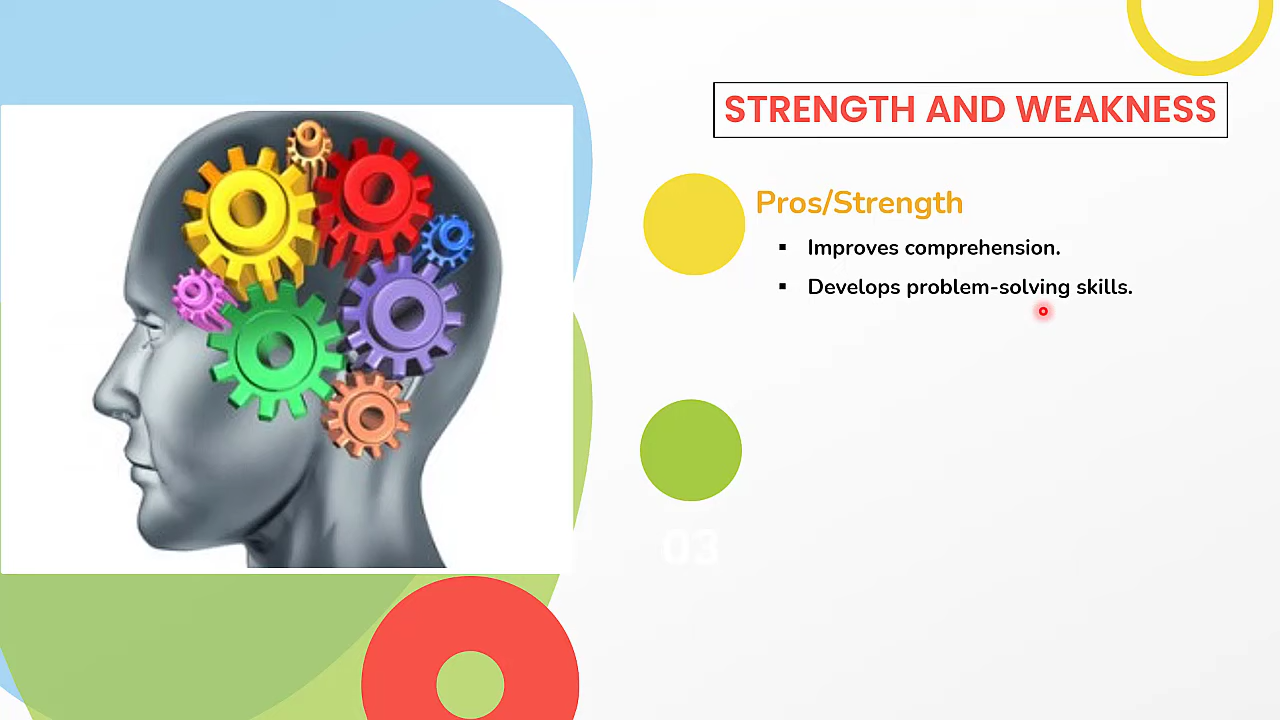 STRENGTH AND WEAKNESS
Pros/Strength
▪ Improves comprehension.
▪ Develops problem-solving skills.
03